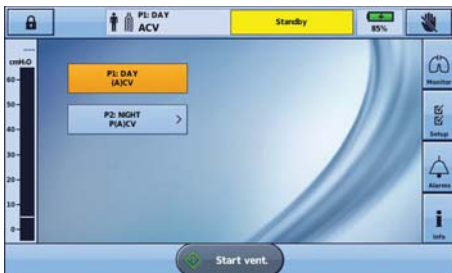 P1: DAY
ACV
Standby
85%
cmH2O
60
50
40
30
20
0
P1: DAY
(A)CV
P2: NIGHT
P(A)CV
Monitor
Setup
Alarms
i
Info
Start vent.